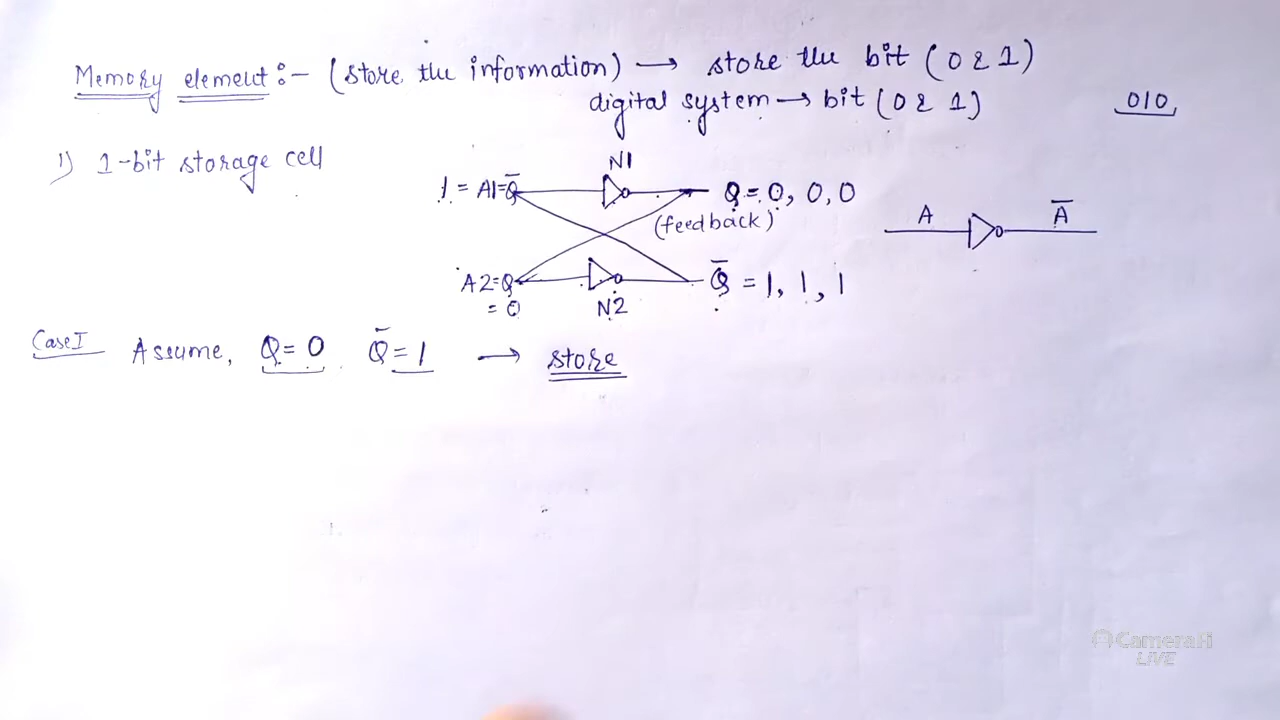 Memory element :- (store the information) → store the bit (0 & 1)
digital system → bit (0 & 1)
010
1) 1-bit storage cell
N1
1 = A1 = Q̅
Q = 0, 0, 0
(feedback)
A
A̅
A2 = Q
= 0
N2
Q̅ = 1, 1, 1
Case I Assume, Q = 0 Q̅ = 1 → store
CameraFi
LIVE